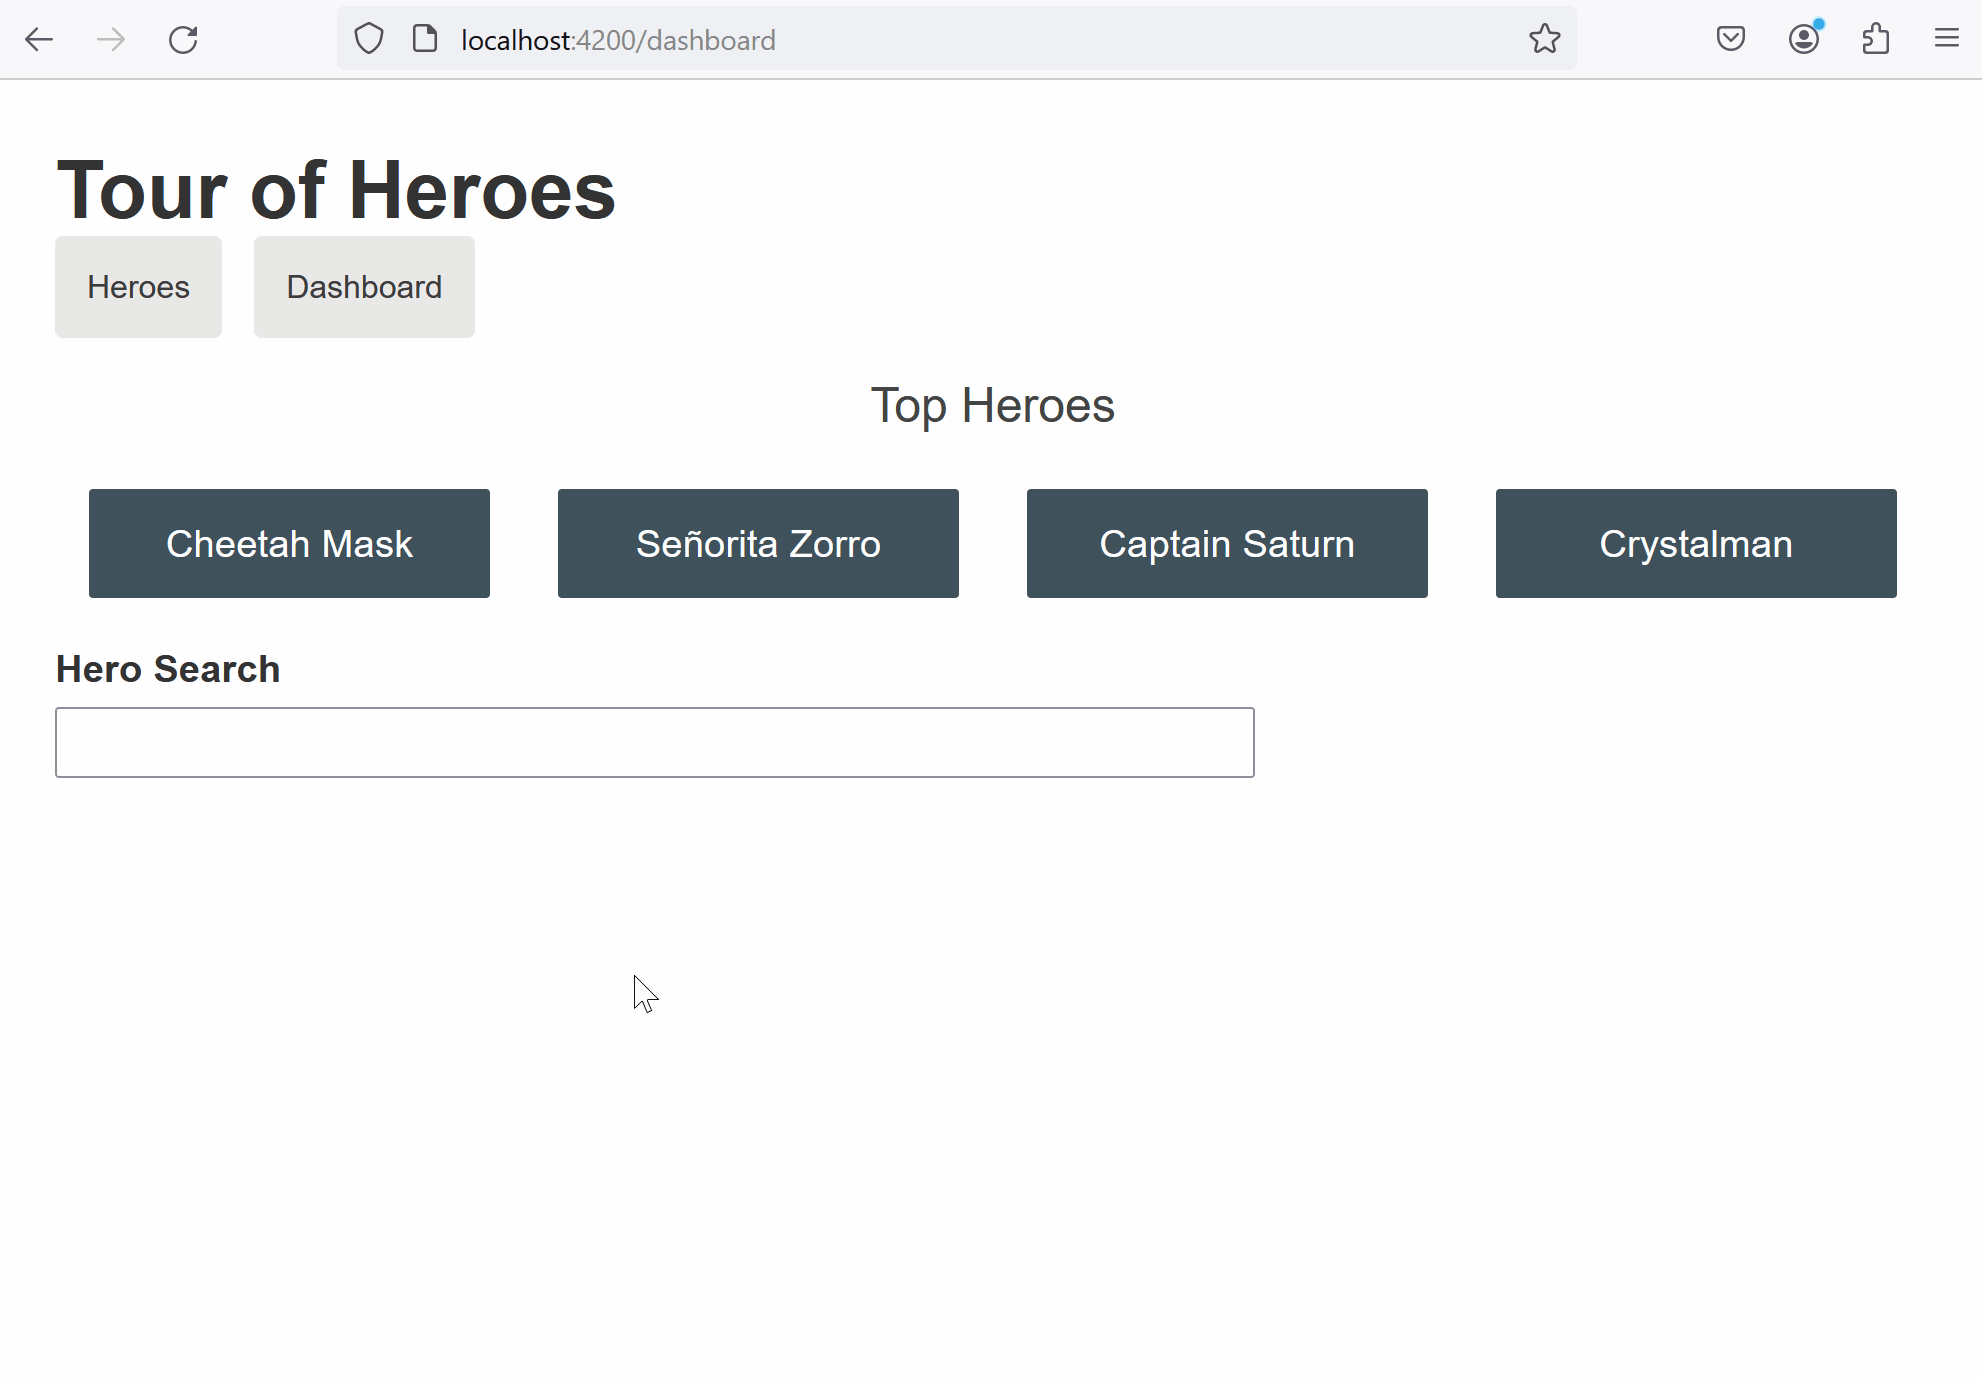 localhost:4200/dashboard
Tour of Heroes
Heroes Dashboard
Top Heroes
Cheetah Mask Señorita Zorro Captain Saturn Crystalman
Hero Search